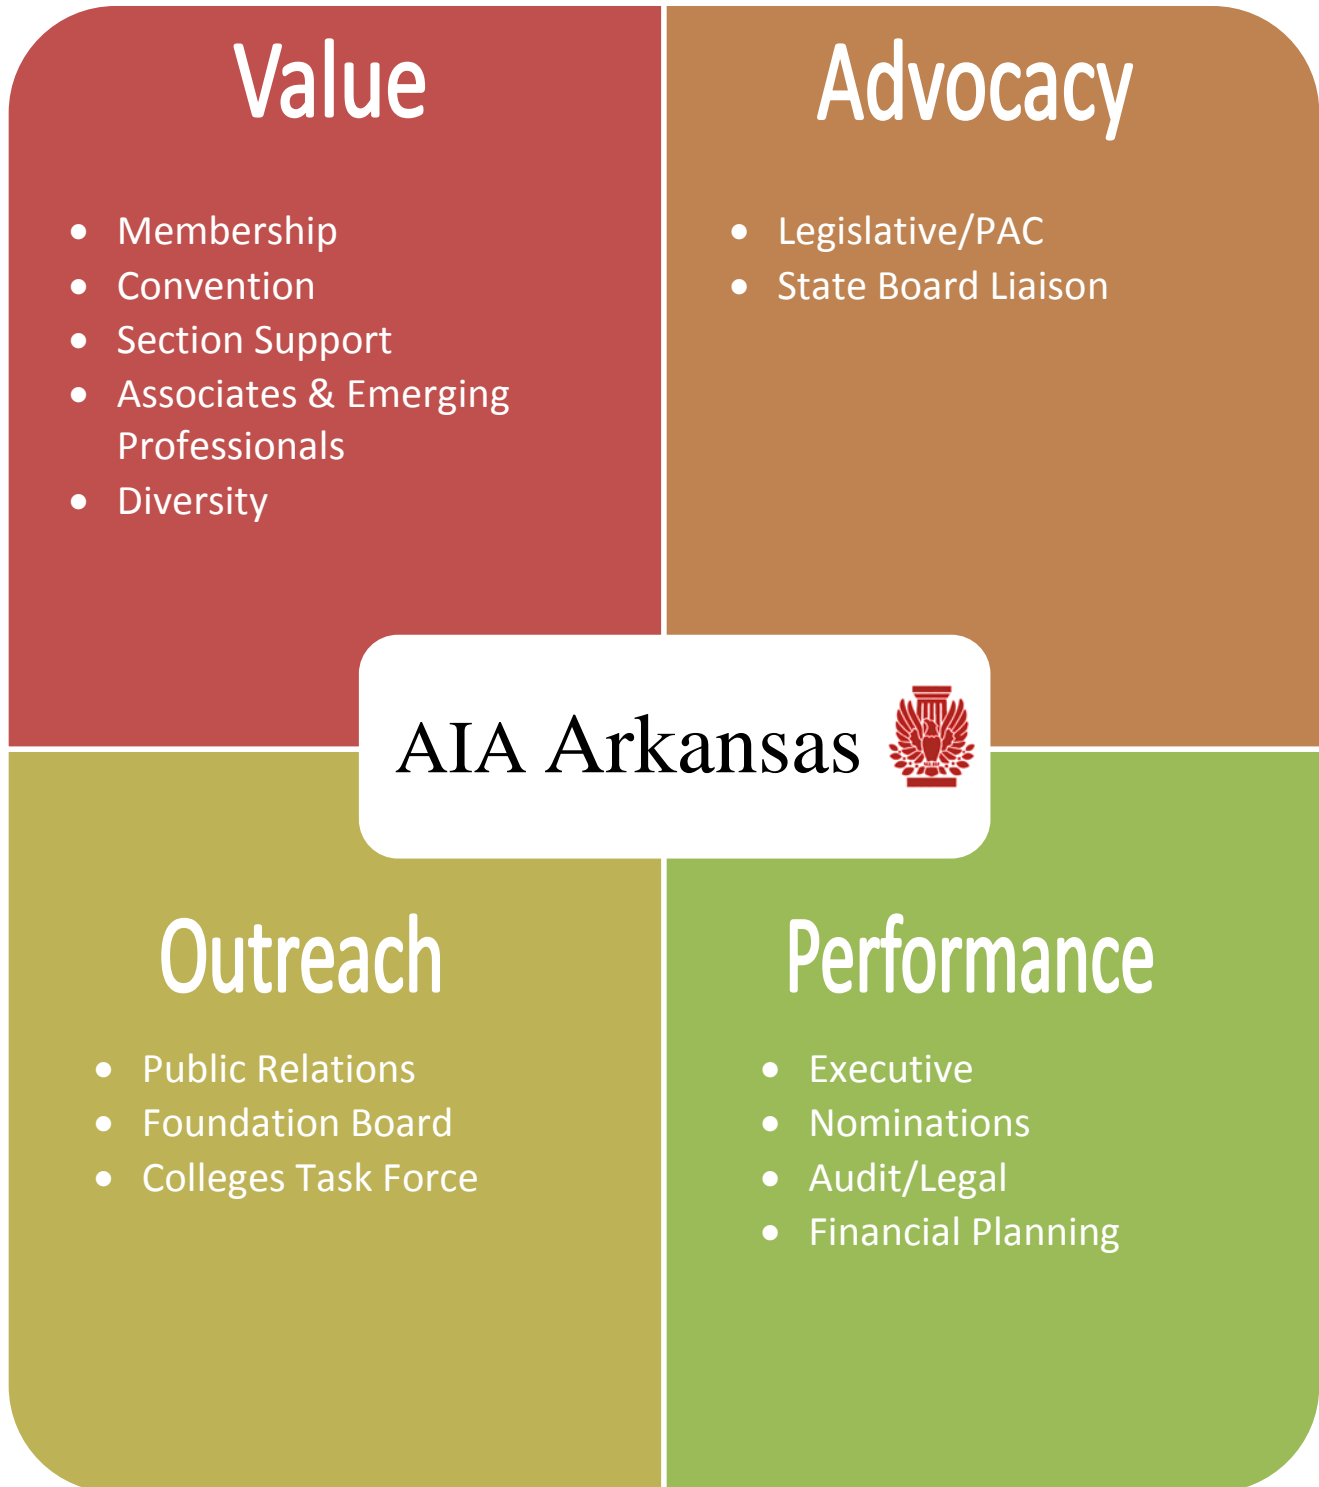 Value
• Membership
• Convention
• Section Support
• Associates & Emerging
Professionals
• Diversity
Advocacy
• Legislative/PAC
• State Board Liaison
AIA Arkansas
Outreach
• Public Relations
• Foundation Board
• Colleges Task Force
Performance
• Executive
• Nominations
• Audit/Legal
• Financial Planning